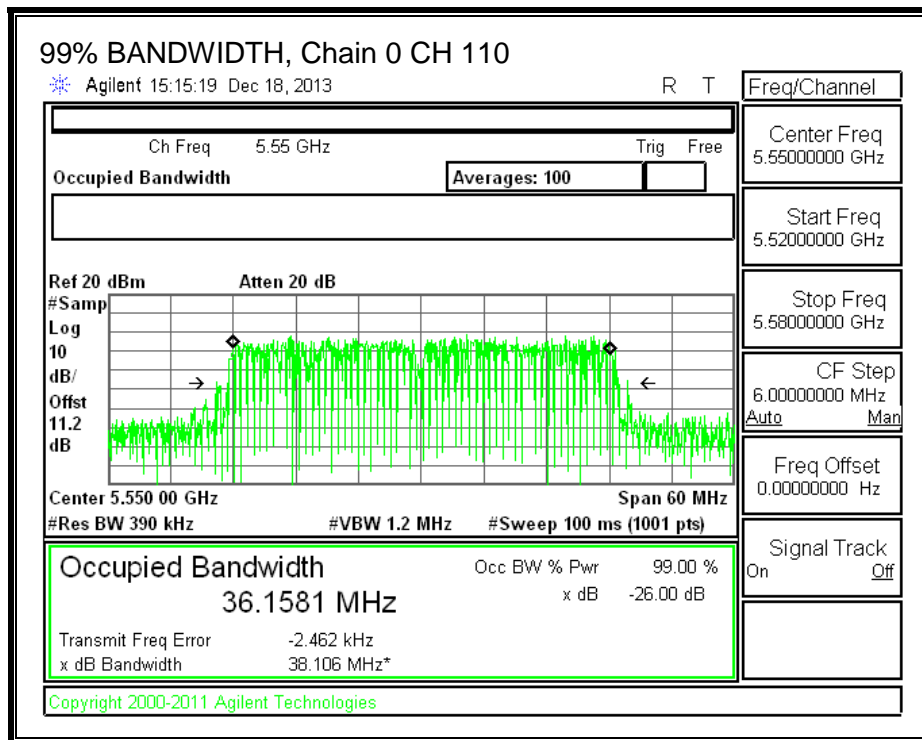 99% BANDWIDTH, Chain 0 CH 110
Agilent 15:15:19 Dec 18, 2013 R T
Freq/Channel
Ch Freq 5.55 GHz Trig Free
Occupied Bandwidth Averages: 100
Center Freq
5.55000000 GHz
Start Freq
5.52000000 GHz
Stop Freq
5.58000000 GHz
CF Step
6.00000000 MHz
Auto Man
Freq Offset
0.00000000 Hz
Signal Track
On Off
Ref 20 dBm Atten 20 dB
#Samp
Log
10
dB/
Offst
11.2
dB
Center 5.550 00 GHz Span 60 MHz
#Res BW 390 kHz #VBW 1.2 MHz #Sweep 100 ms (1001 pts)
Occupied Bandwidth Occ BW % Pwr 99.00 %
36.1581 MHz x dB -26.00 dB
Transmit Freq Error -2.462 kHz
x dB Bandwidth 38.106 MHz*
Copyright 2000-2011 Agilent Technologies